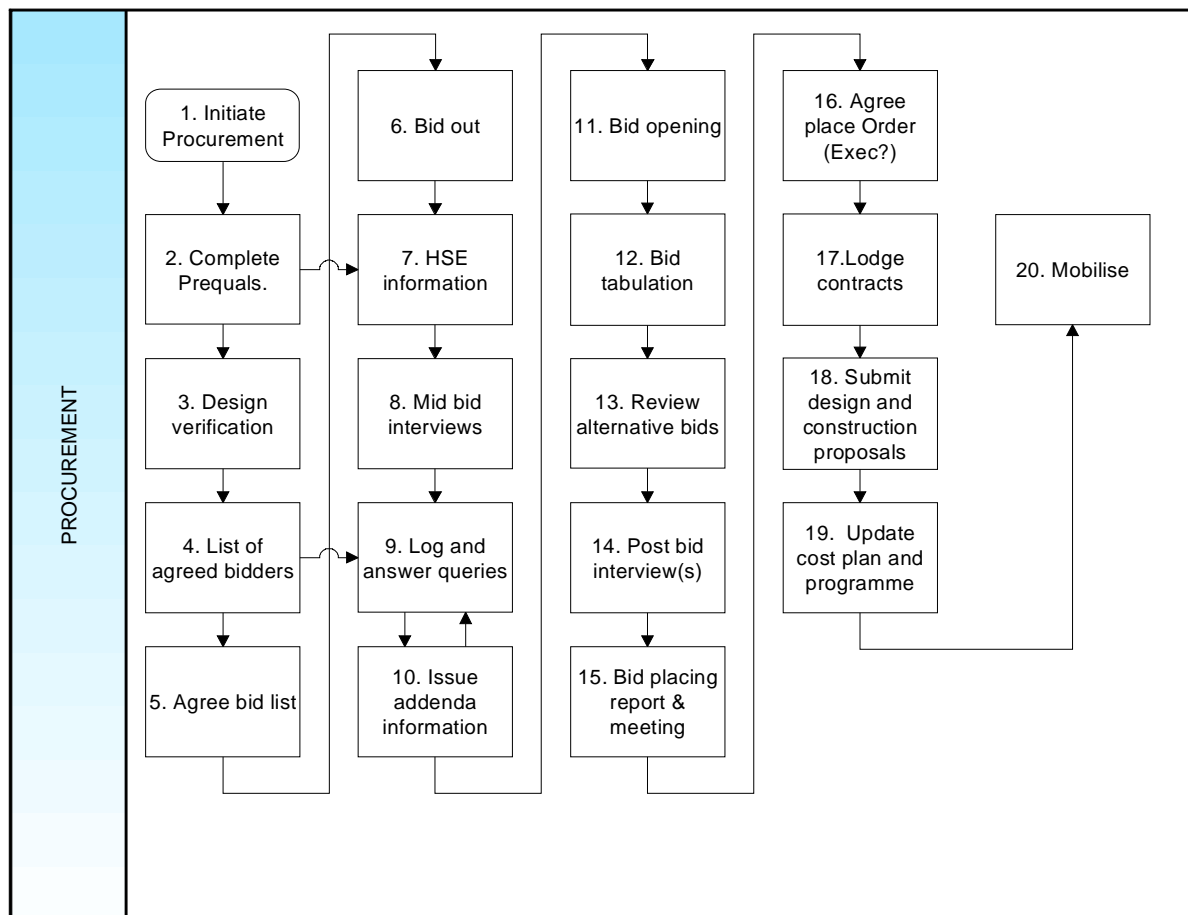 PROCUREMENT
1. Initiate
Procurement
2. Complete
Prequals.
3. Design
verification
4. List of
agreed bidders
5. Agree bid list
6. Bid out
7. HSE
information
8. Mid bid
interviews
9. Log and
answer queries
10. Issue
addenda
information
11. Bid opening
12. Bid
tabulation
13. Review
alternative bids
14. Post bid
interview(s)
15. Bid placing
report &
meeting
16. Agree
place Order
(Exec?)
17.Lodge
contracts
18. Submit
design and
construction
proposals
19. Update
cost plan and
programme
20. Mobilise